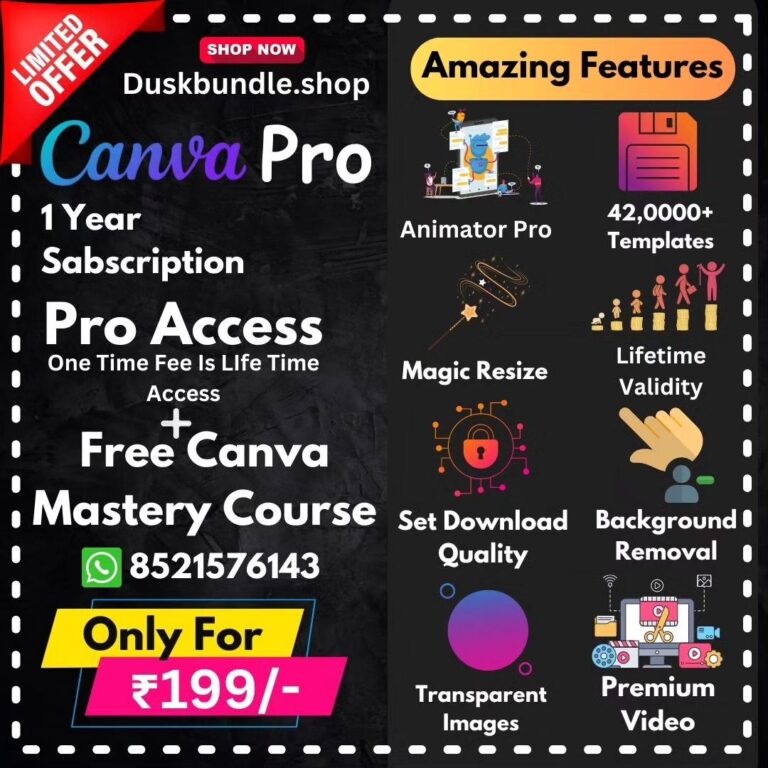 LIMITED
OFFER
SHOP NOW
Duskbundle.shop
Canva Pro
1 Year
Sabscription
Pro Access
One Time Fee Is LIfe Time
Access
+
Free Canva
Mastery Course
8521576143
Only For
₹199/-
Amazing Features
Animator Pro
42,0000+
Templates
Magic Resize
Lifetime
Validity
Set Download
Quality
Background
Removal
Transparent
Images
Premium
Video